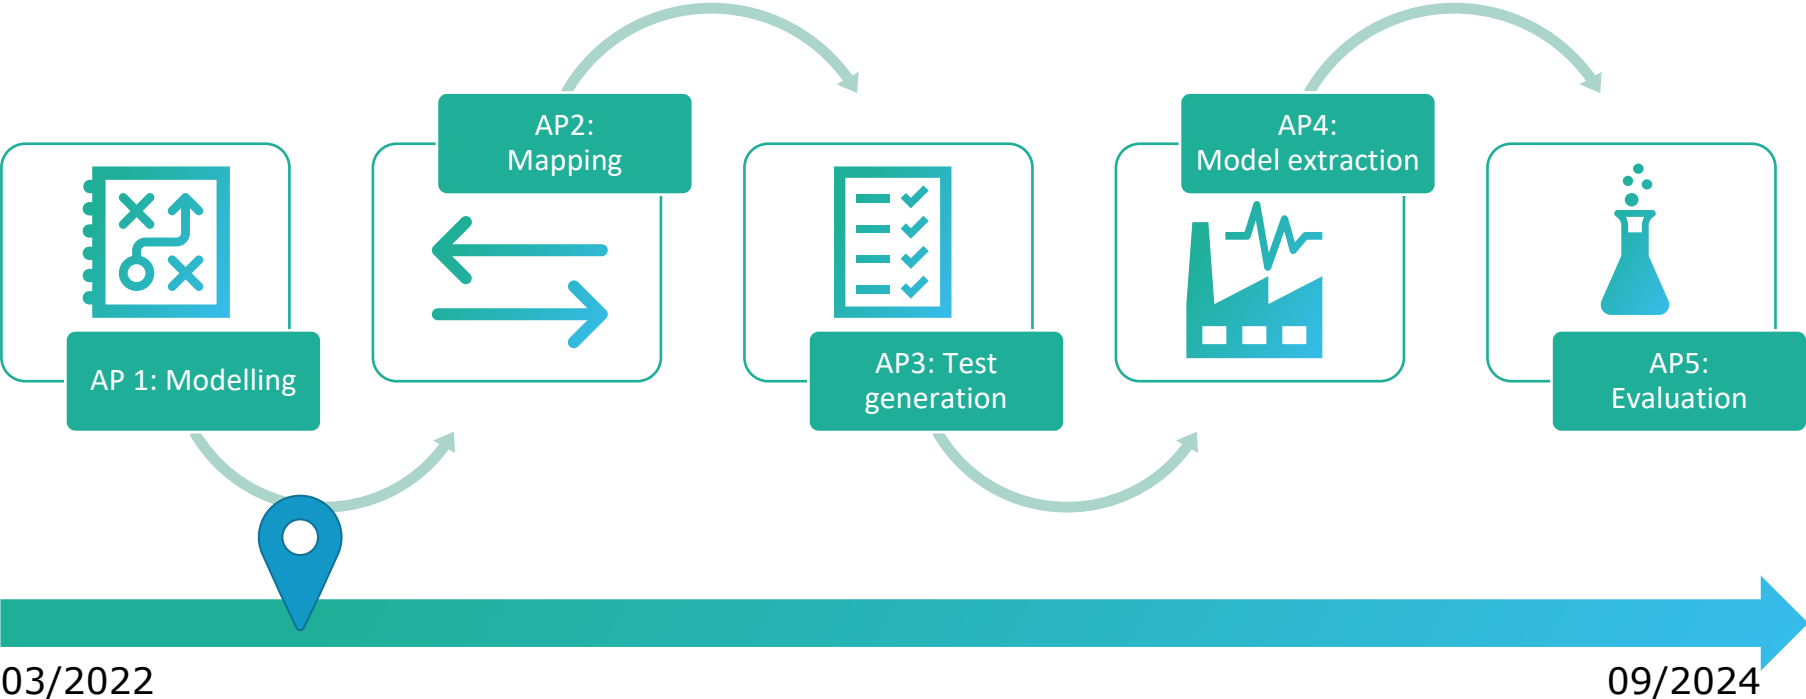 AP 1: Modelling
AP2:
Mapping
AP3: Test
generation
AP4:
Model extraction
AP5:
Evaluation
03/2022
09/2024